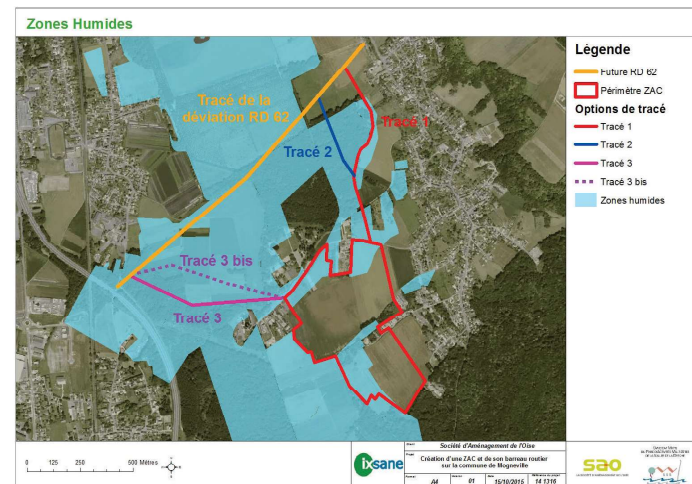 Zones Humides
Tracé de la
déviation RD 62
Tracé 1
Tracé 2
Tracé 3 bis
Tracé 3
Légende
Future RD 62
Périmètre ZAC
Options de tracé
Tracé 1
Tracé 2
Tracé 3
Tracé 3 bis
Zones humides
0 125 250 500 Mètres
ixsane
Société d'Aménagement de l'Oise
Création d'une ZAC et de son barreau routier
sur la commune de Mogneville
A4
01
15/10/2015
14 1316
sao